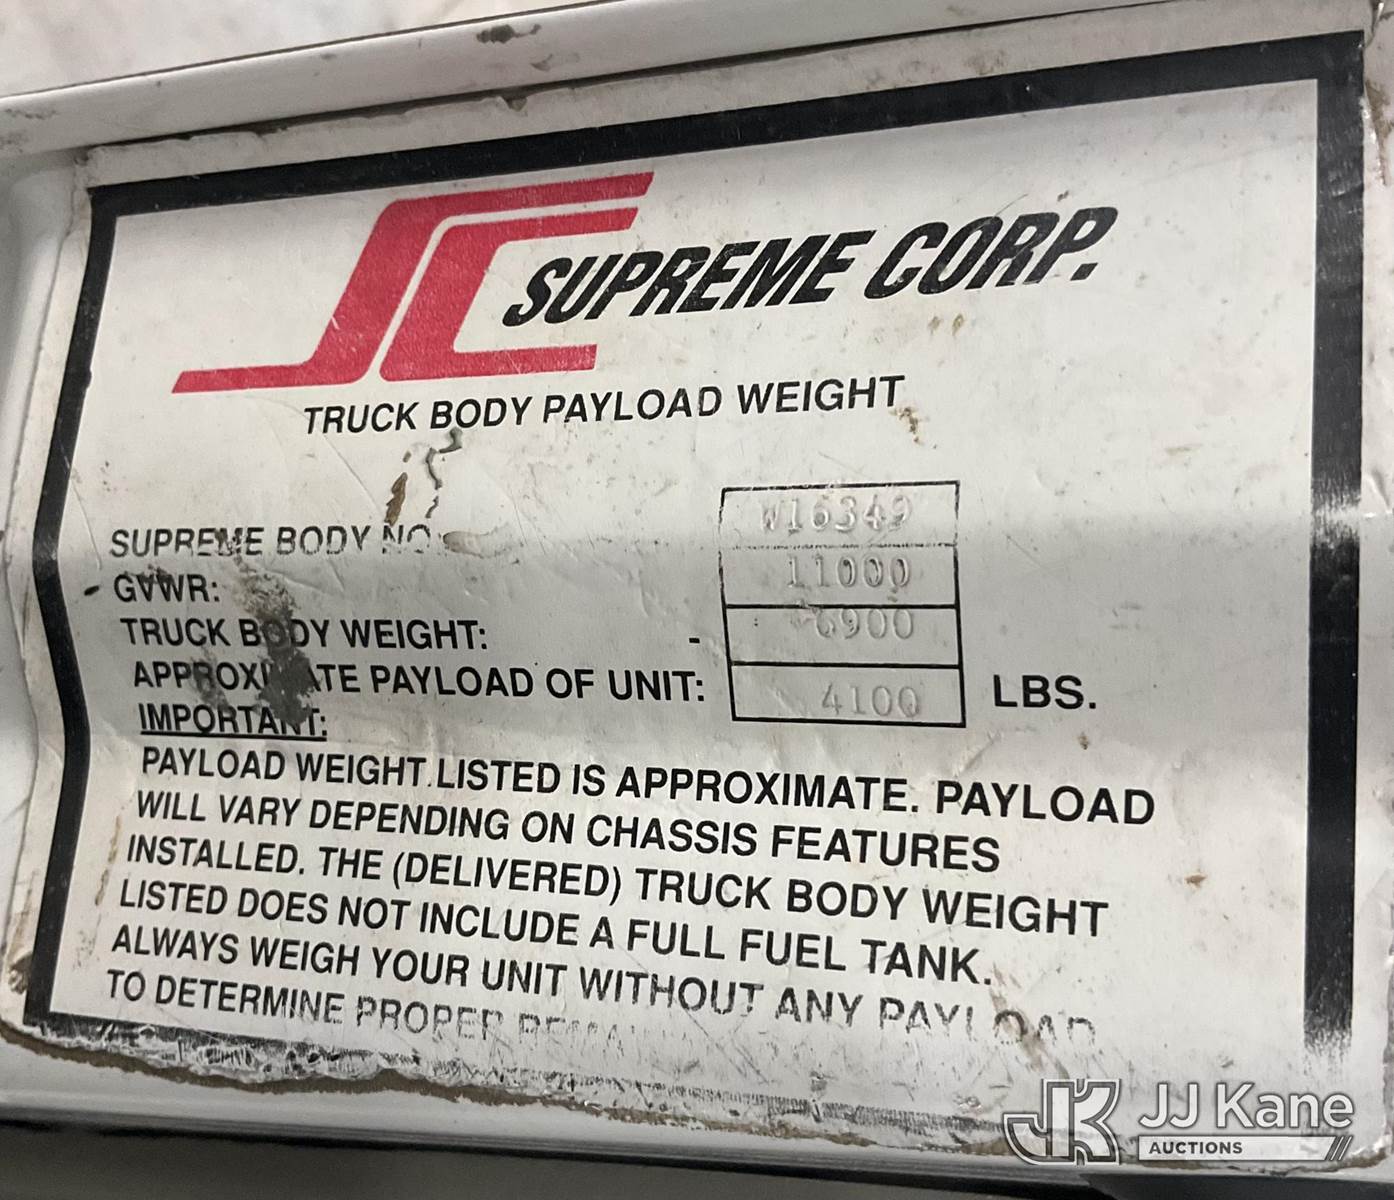 SUPREME CORP.
TRUCK BODY PAYLOAD WEIGHT
SUPREME BODY NO. W16349
GVWR: 11000
TRUCK BODY WEIGHT: - 6900
APPROXIMATE PAYLOAD OF UNIT: 4100 LBS.
IMPORTANT:
PAYLOAD WEIGHT LISTED IS APPROXIMATE. PAYLOAD
WILL VARY DEPENDING ON CHASSIS FEATURES
INSTALLED. THE (DELIVERED) TRUCK BODY WEIGHT
LISTED DOES NOT INCLUDE A FULL FUEL TANK.
ALWAYS WEIGH YOUR UNIT WITHOUT ANY PAYLOAD
TO DETERMINE PROPER
JK JJ Kane
AUCTIONS